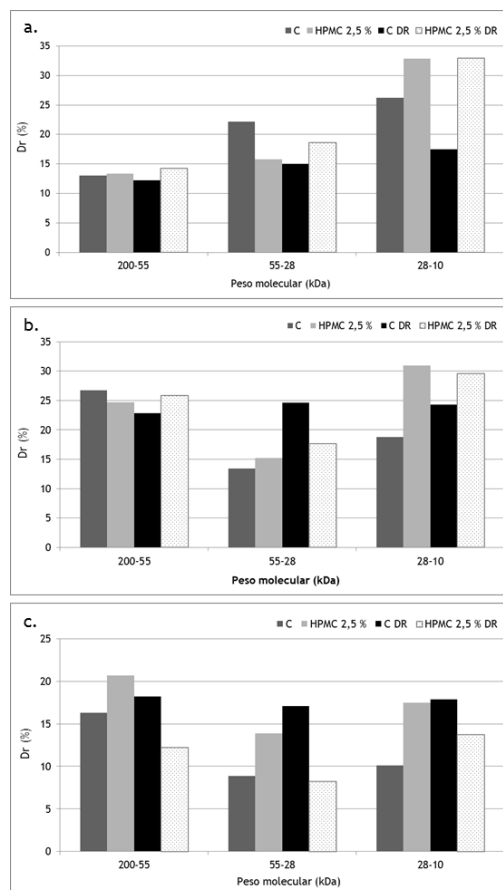 a.
C HPMC 2,5 % C DR HPMC 2,5 % DR
35
30
25
20
15
10
5
0
Dr (%)
200-55 55-28 28-10
Peso molecular (kDa)
b.
C HPMC 2,5 % C DR HPMC 2,5 % DR
35
30
25
20
15
10
5
0
Dr (%)
200-55 55-28 28-10
Peso molecular (kDa)
c.
C HPMC 2,5 % C DR HPMC 2,5 % DR
25
20
15
10
5
0
Dr (%)
200-55 55-28 28-10
Peso molecular (kDa)